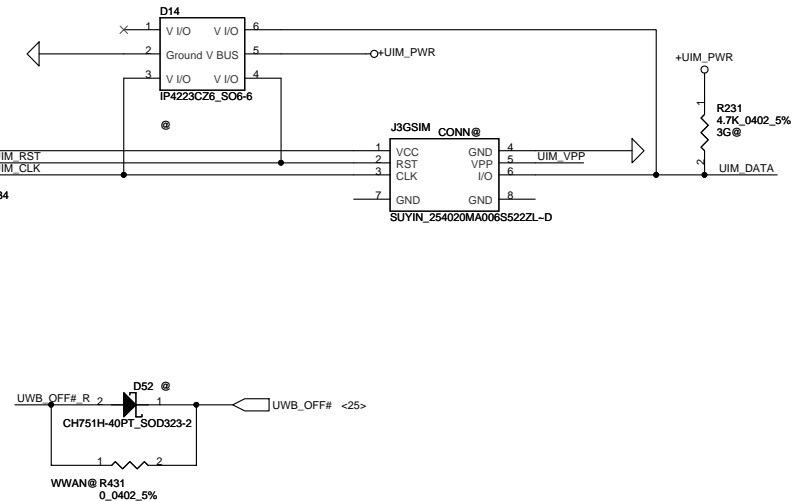 D14
1 V I/O V I/O 6
2 Ground V BUS 5 +UIM_PWR
3 V I/O V I/O 4
IP4223CZ6_SO6-6
@
+UIM_PWR
1
R231
4.7K_0402_5%
3G@
2
J3GSIM CONN@
1 VCC GND 4
UIM_RST 2 RST VPP 5 UIM_VPP
UIM_CLK 3 CLK I/O 6 UIM_DATA
7 GND GND 8
SUYIN_254020MA006S522ZL~D
34
D52 @
UWB_OFF#_R 2 1 UWB_OFF# <25>
CH751H-40PT_SOD323-2
1 2
WWAN@ R431
0_0402_5%